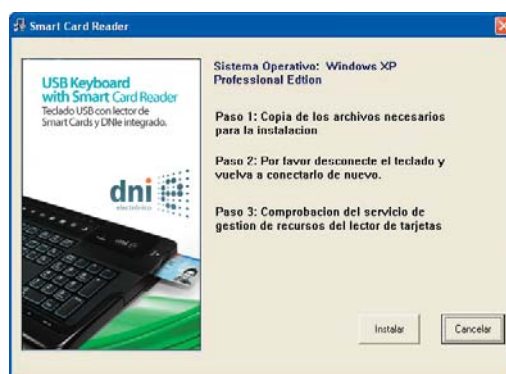 Smart Card Reader
USB Keyboard
with Smart Card Reader
Teclado USB con lector de
Smart Cards y DNIe integrado.
dni
electrónico
Sistema Operativo: Windows XP
Professional Edtion
Paso 1: Copia de los archivos necesarios
para la instalacion
Paso 2: Por favor desconecte el teclado y
vuelva a conectarlo de nuevo.
Paso 3: Comprobacion del servicio de
gestion de recursos del lector de tarjetas
Instalar
Cancelar